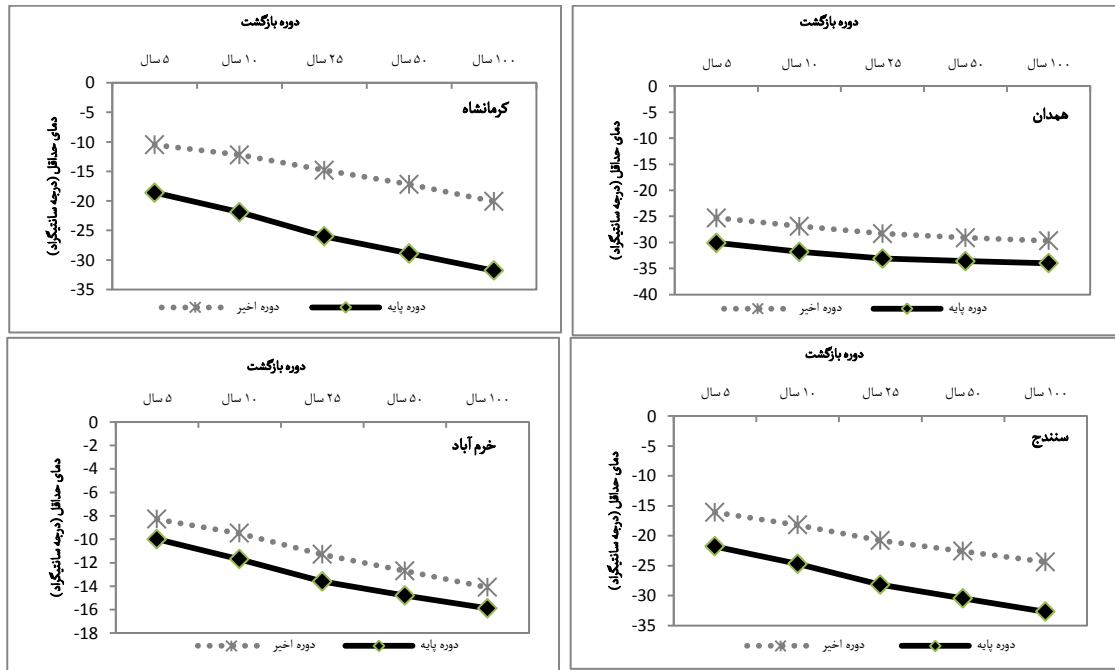 دوره بازگشت
۵ سال ۱۰ سال ۲۵ سال ۵۰ سال ۱۰۰ سال
کرمانشاه
دمای حداقل (درجه سانتیگراد)
0
-5
-10
-15
-20
-25
-30
-35
دوره اخیر دوره پایه
دوره بازگشت
۵ سال ۱۰ سال ۲۵ سال ۵۰ سال ۱۰۰ سال
همدان
دمای حداقل (درجه سانتیگراد)
0
-5
-10
-15
-20
-25
-30
-35
-40
دوره اخیر دوره پایه
دوره بازگشت
۵ سال ۱۰ سال ۲۵ سال ۵۰ سال ۱۰۰ سال
خرم آباد
دمای حداقل (درجه سانتیگراد)
0
-2
-4
-6
-8
-10
-12
-14
-16
-18
دوره اخیر دوره پایه
دوره بازگشت
۵ سال ۱۰ سال ۲۵ سال ۵۰ سال ۱۰۰ سال
سنندج
دمای حداقل (درجه سانتیگراد)
0
-5
-10
-15
-20
-25
-30
-35
دوره اخیر دوره پایه